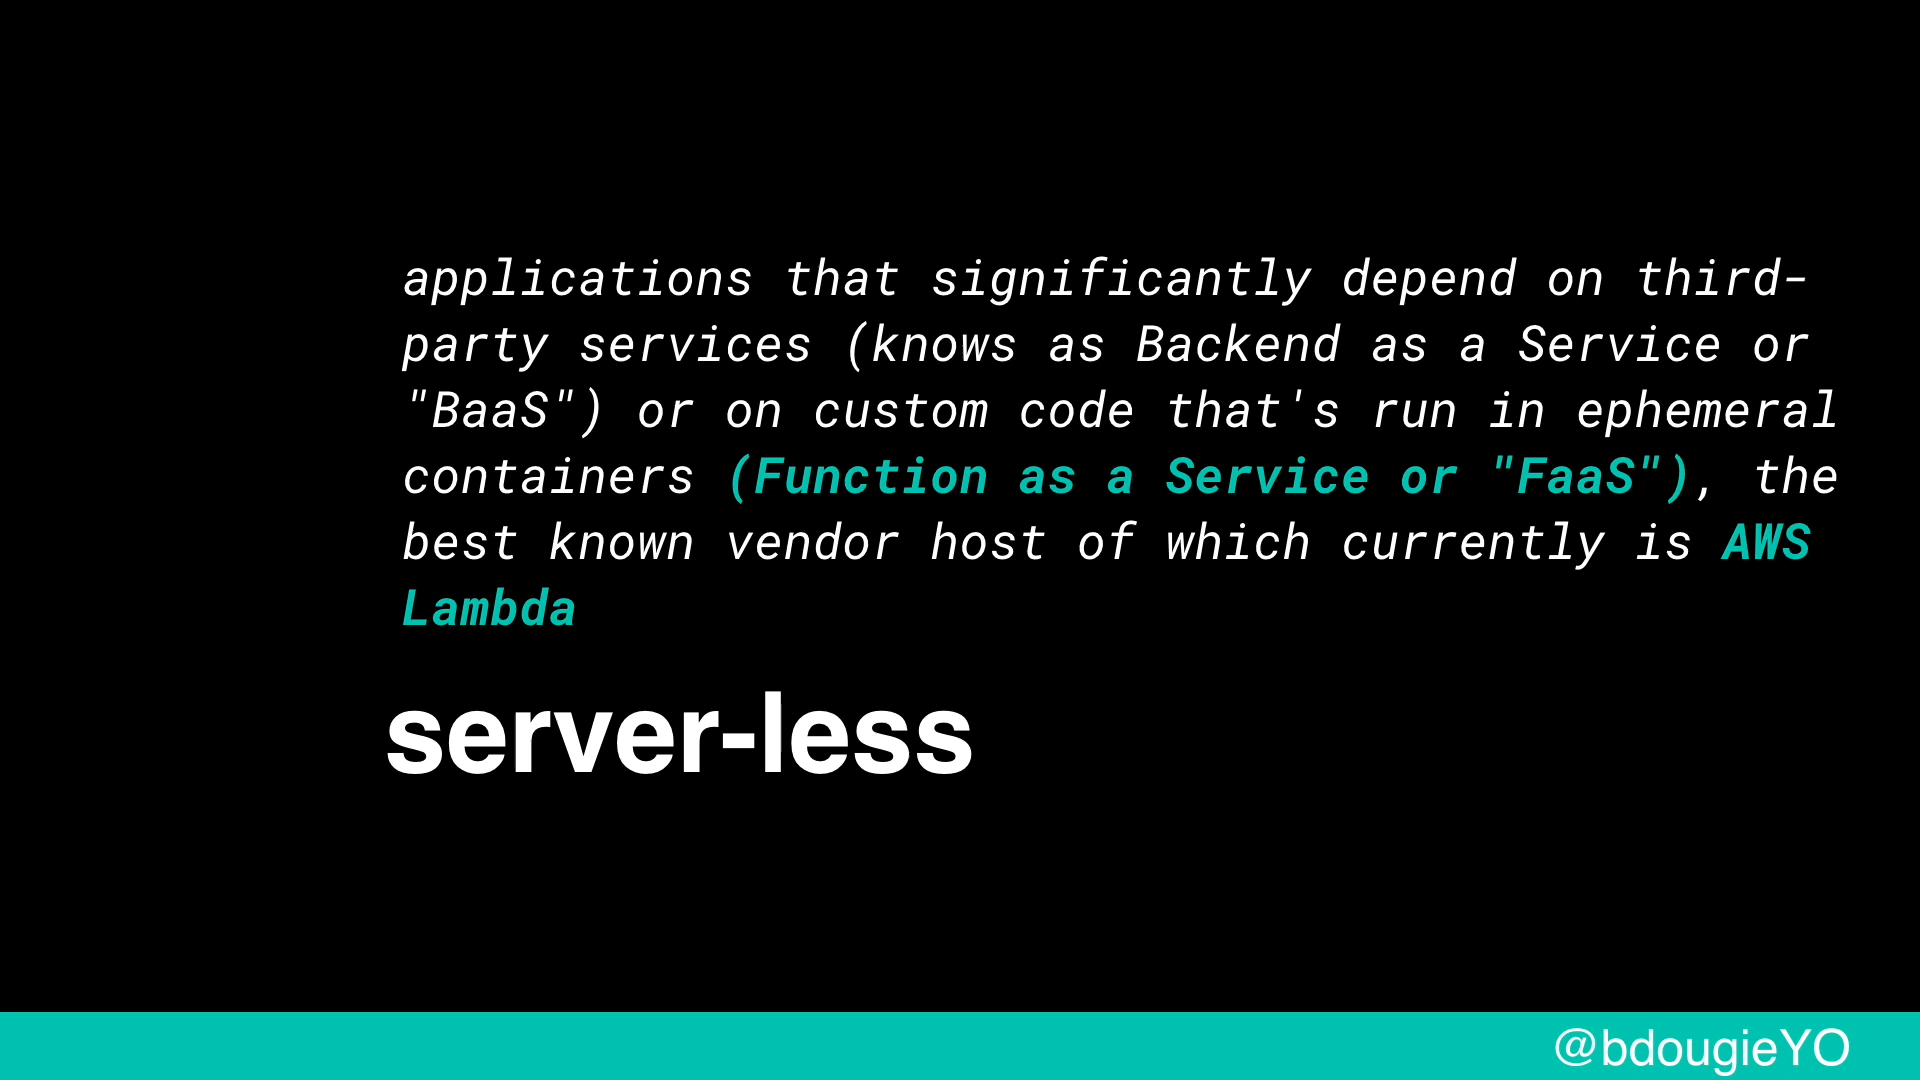 applications that significantly depend on third-
party services (knows as Backend as a Service or
"BaaS") or on custom code that's run in ephemeral
containers (Function as a Service or "FaaS"), the
best known vendor host of which currently is AWS
Lambda
server-less
@bdougieYO